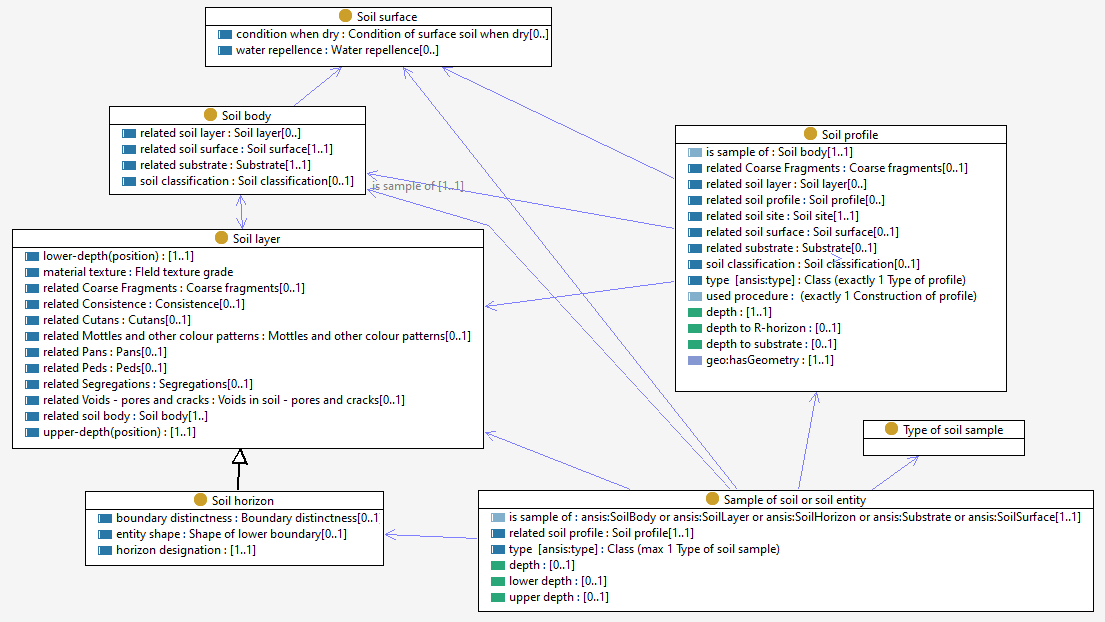 Soil surface
condition when dry : Condition of surface soil when dry[0..]
water repellence : Water repellence[0..]
Soil body
related soil layer : Soil layer[0..]
related soil surface : Soil surface[1..1]
related substrate : Substrate[1..1]
soil classification : Soil classification[0..1]
is sample of [1..1]
Soil profile
is sample of : Soil body[1..1]
related Coarse Fragments : Coarse fragments[0..1]
related soil layer : Soil layer[0..]
related soil profile : Soil profile[0..]
related soil site : Soil site[1..1]
related soil surface : Soil surface[0..1]
related substrate : Substrate[0..1]
soil classification : Soil classification[0..1]
type [ansis:type] : Class (exactly 1 Type of profile)
used procedure : (exactly 1 Construction of profile)
depth : [1..1]
depth to R-horizon : [0..1]
depth to substrate : [0..1]
geo:hasGeometry : [1..1]
Soil layer
lower-depth(position) : [1..1]
material texture : FIeld texture grade
related Coarse Fragments : Coarse fragments[0..1]
related Consistence : Consistence[0..1]
related Cutans : Cutans[0..1]
related Mottles and other colour patterns : Mottles and other colour patterns[0..1]
related Pans : Pans[0..1]
related Peds : Peds[0..1]
related Segregations : Segregations[0..1]
related Voids - pores and cracks : Voids in soil - pores and cracks[0..1]
related soil body : Soil body[1..]
upper-depth(position) : [1..1]
Type of soil sample
Soil horizon
boundary distinctness : Boundary distinctness[0..1
entity shape : Shape of lower boundary[0..1]
horizon designation : [1..1]
Sample of soil or soil entity
is sample of : ansis:SoilBody or ansis:SoilLayer or ansis:SoilHorizon or ansis:Substrate or ansis:SoilSurface[1..1]
related soil profile : Soil profile[1..1]
type [ansis:type] : Class (max 1 Type of soil sample)
depth : [0..1]
lower depth : [0..1]
upper depth : [0..1]